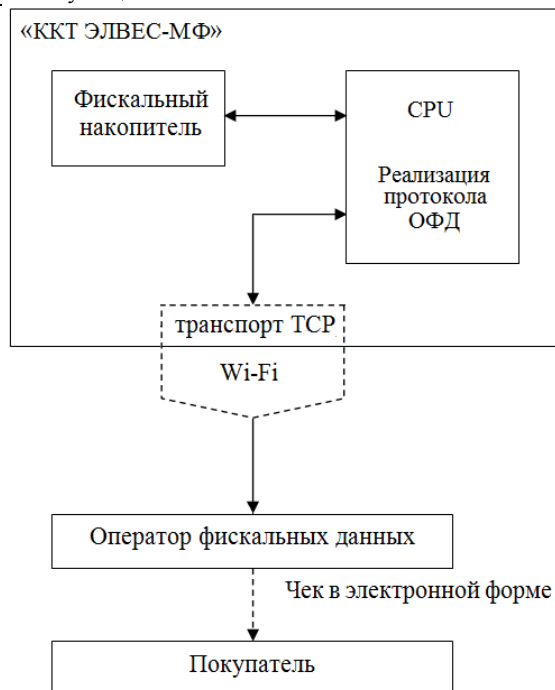 «ККТ ЭЛВЕС-МФ»
Фискальный
накопитель
CPU
Реализация
протокола
ОФД
транспорт TCP
Wi-Fi
Оператор фискальных данных
Чек в электронной форме
Покупатель